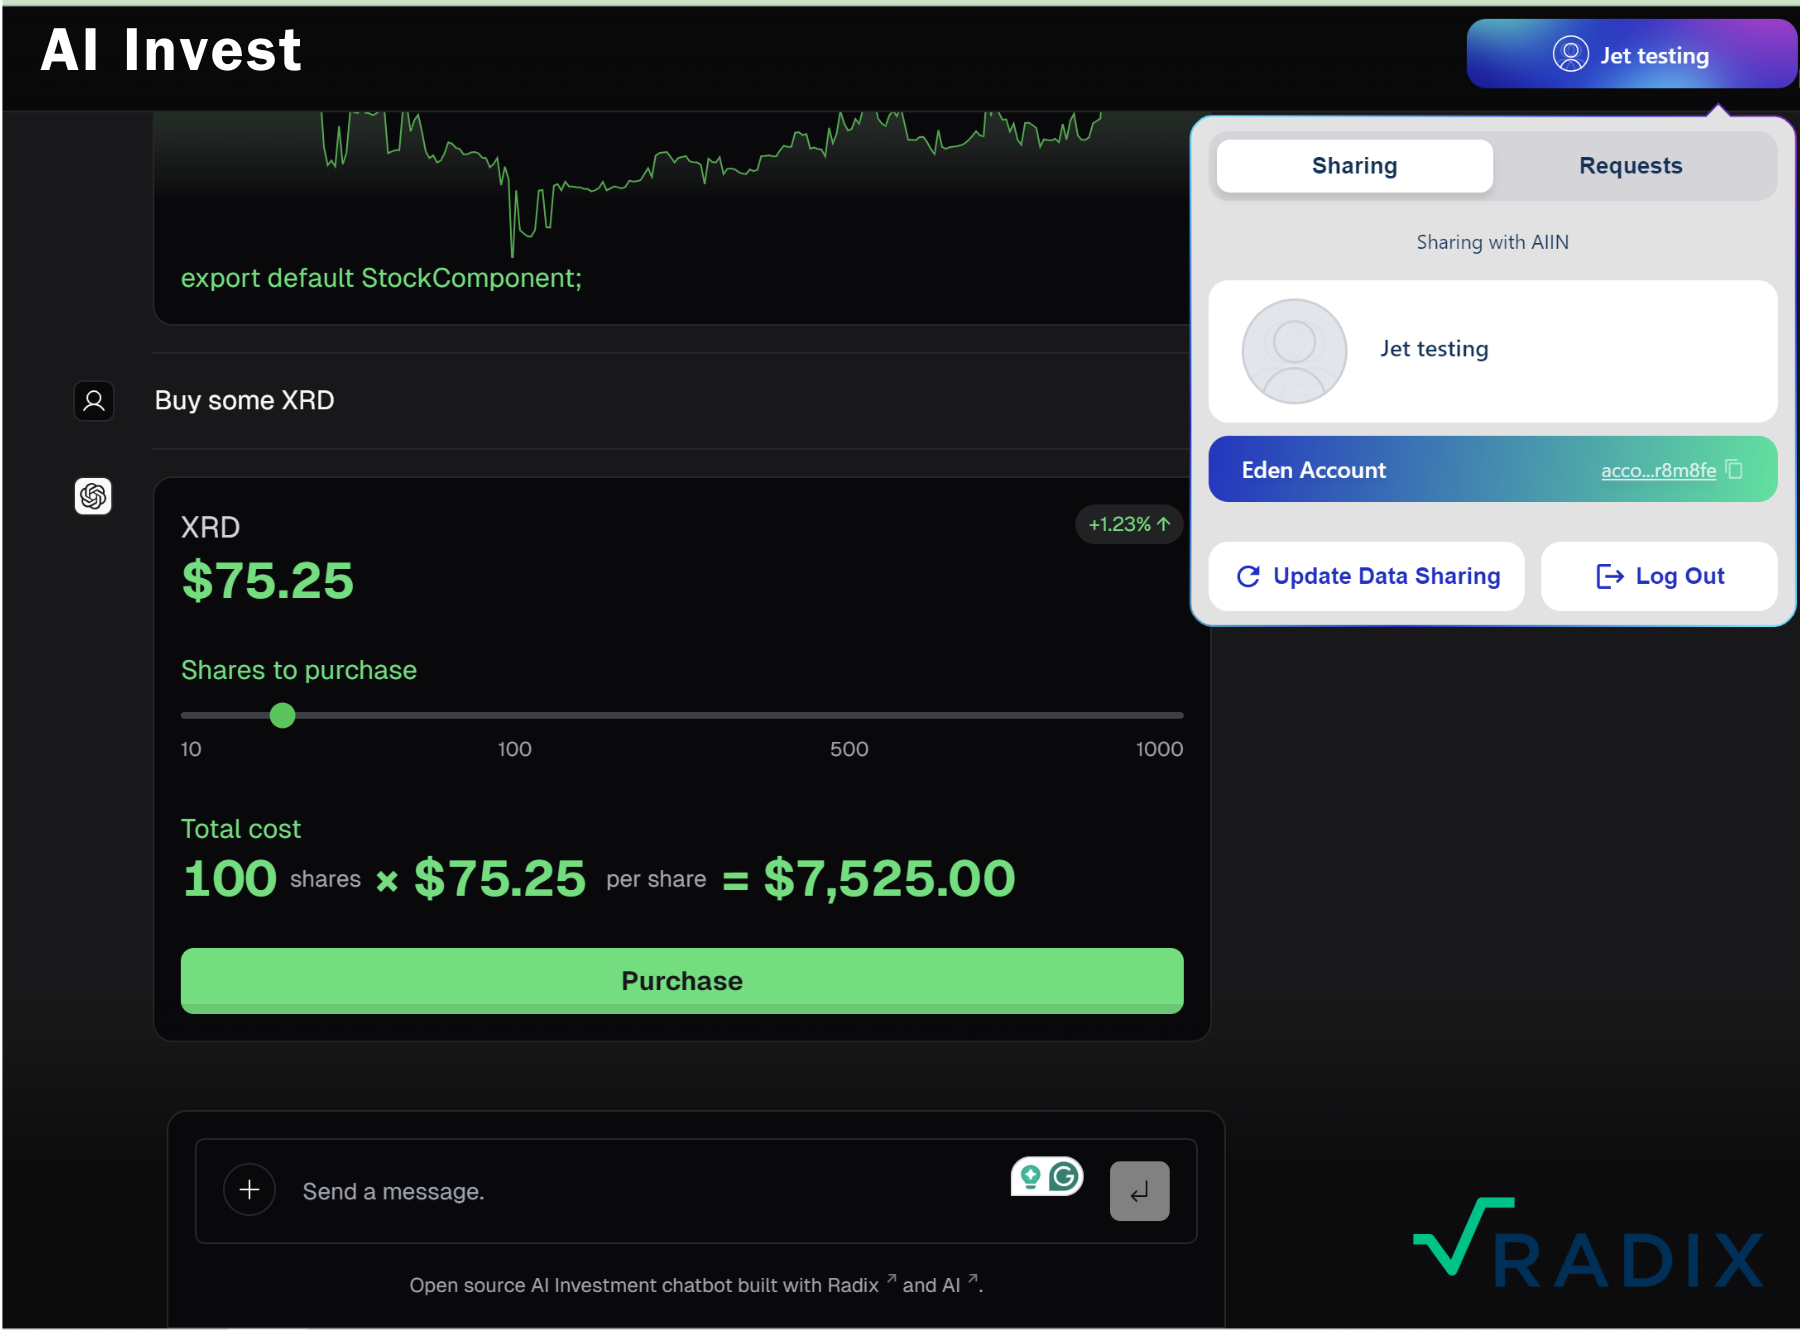 AI Invest
Jet testing
Sharing
Requests
Sharing with AIIN
Jet testing
Eden Account
acco...r8m8fe
Update Data Sharing
Log Out
export default StockComponent;
Buy some XRD
XRD
+1.23% ↑
$75.25
Shares to purchase
10 100 500 1000
Total cost
100 shares × $75.25 per share = $7,525.00
Purchase
Send a message.
Open source AI Investment chatbot built with Radix ↗ and AI ↗.
RADIX